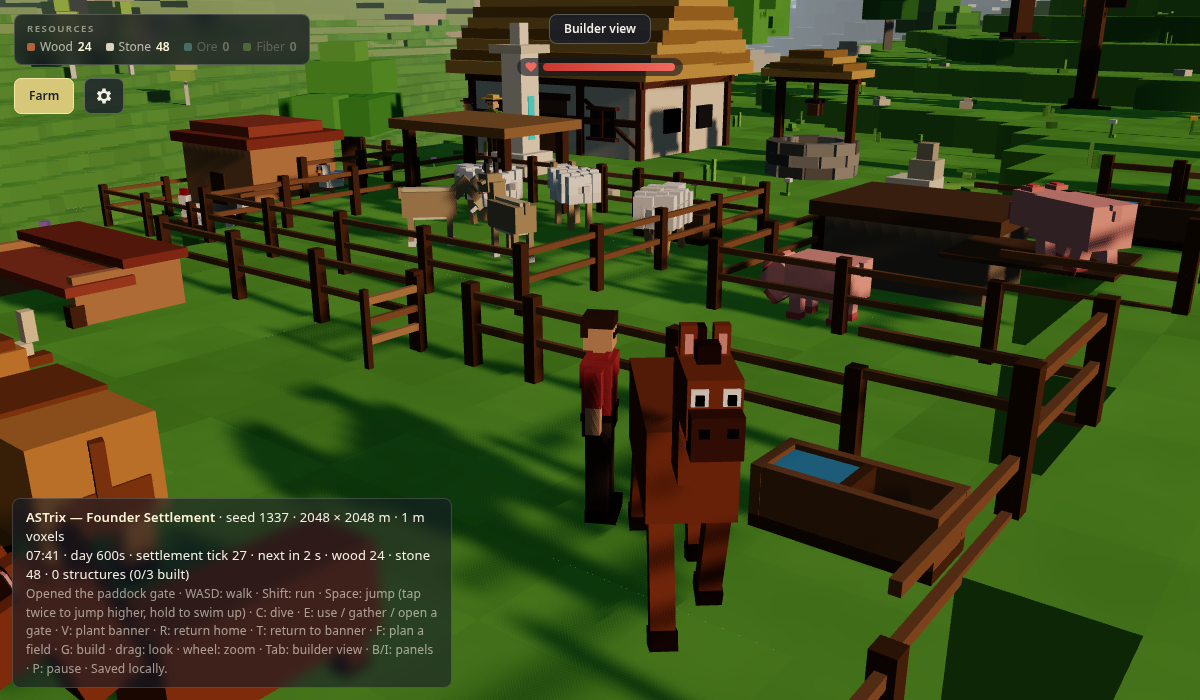 RESOURCES
Wood 24 Stone 48 Ore 0 Fiber 0
Builder view
Farm
ASTrix — Founder Settlement · seed 1337 · 2048 × 2048 m · 1 m
voxels
07:41 · day 600s · settlement tick 27 · next in 2 s · wood 24 · stone
48 · 0 structures (0/3 built)
Opened the paddock gate · WASD: walk · Shift: run · Space: jump (tap
twice to jump higher, hold to swim up) · C: dive · E: use / gather / open a
gate · V: plant banner · R: return home · T: return to banner · F: plan a
field · G: build · drag: look · wheel: zoom · Tab: builder view · B/I: panels
· P: pause · Saved locally.